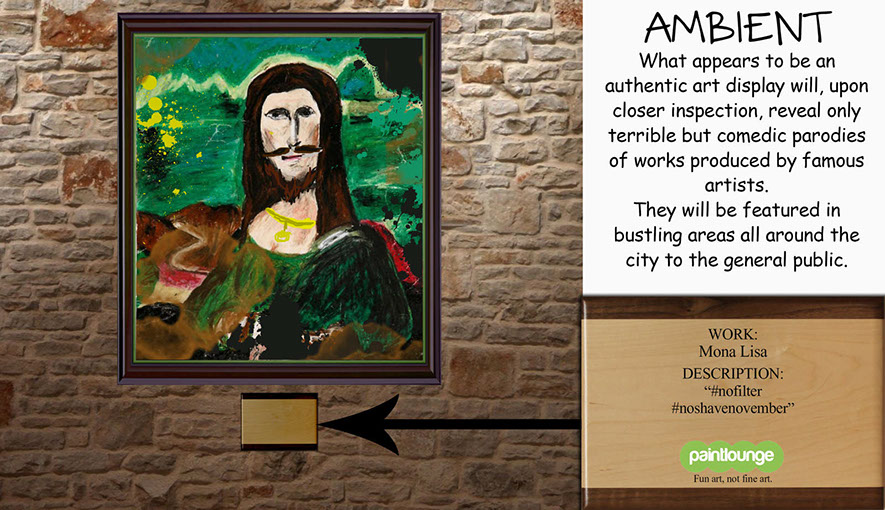 AMBIENT
What appears to be an
authentic art display will, upon
closer inspection, reveal only
terrible but comedic parodies
of works produced by famous
artists.
They will be featured in
bustling areas all around the
city to the general public.
WORK:
Mona Lisa
DESCRIPTION:
“#nofilter
#noshavenovember”
paintlounge
Fun art, not fine art.